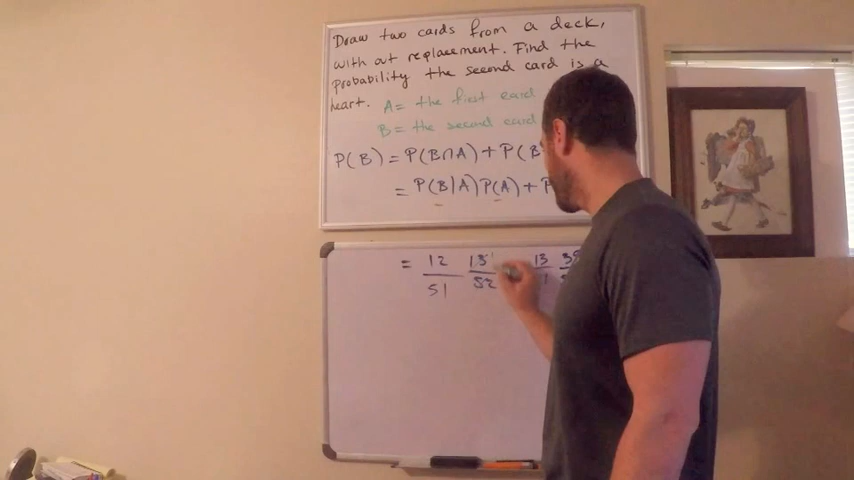 Draw two cards from a deck,
with out replacement. Find the
probability the second card is a
heart. A = the first card
B = the second card
P(B) = P(B∩A) + P(B
= P(B|A)P(A) + P
= 12/51 13/52 13 39